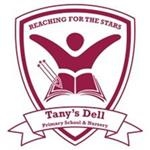 REACHING FOR THE STARS
Tany's Dell
Primary School & Nursery